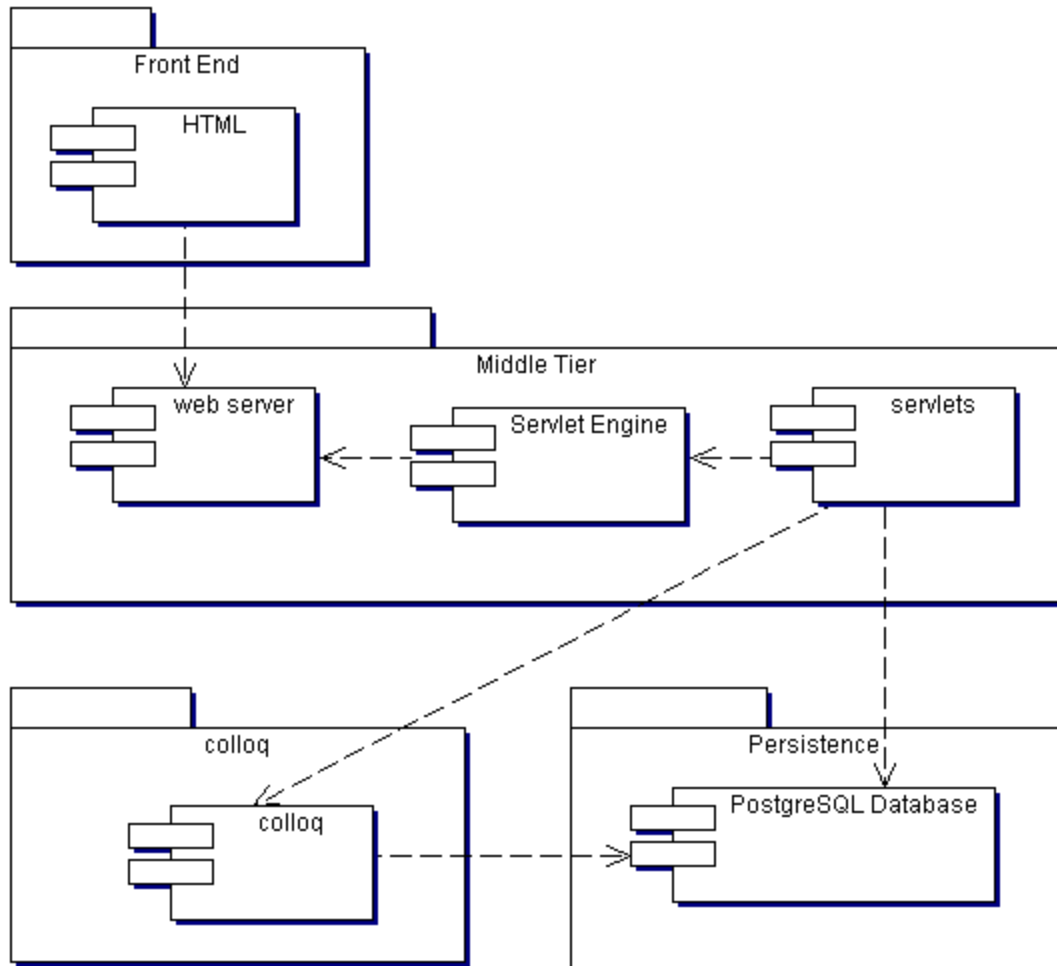 Front End
HTML
Middle Tier
web server
Servlet Engine
servlets
colloq
colloq
Persistence
PostgreSQL Database